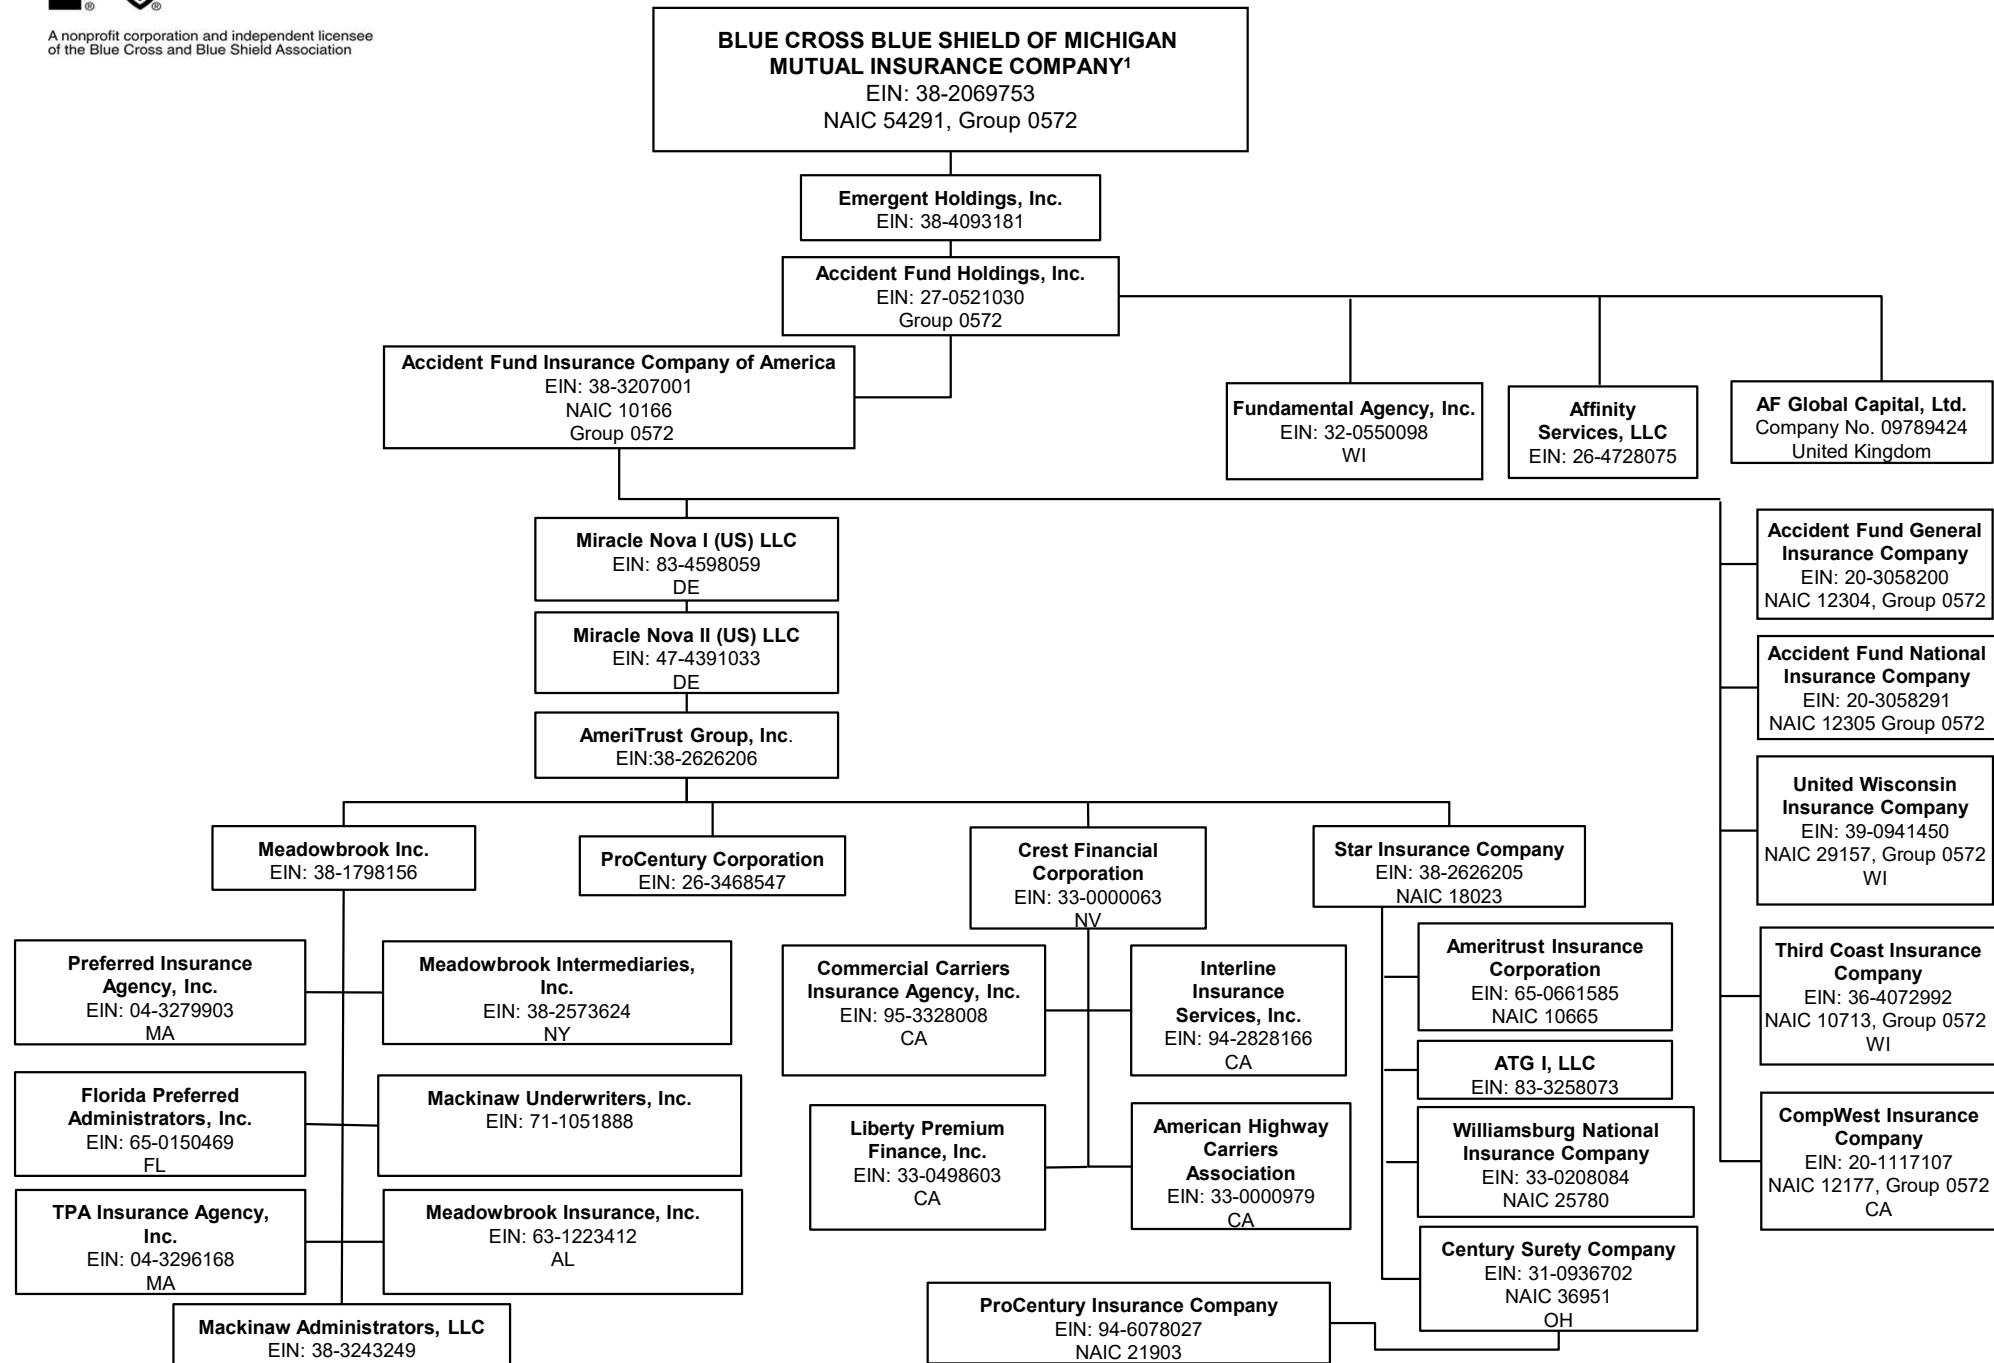 ® ®
A nonprofit corporation and independent licensee
of the Blue Cross and Blue Shield Association
BLUE CROSS BLUE SHIELD OF MICHIGAN
MUTUAL INSURANCE COMPANY¹
EIN: 38-2069753
NAIC 54291, Group 0572
Emergent Holdings, Inc.
EIN: 38-4093181
Accident Fund Holdings, Inc.
EIN: 27-0521030
Group 0572
Accident Fund Insurance Company of America
EIN: 38-3207001
NAIC 10166
Group 0572
Fundamental Agency, Inc.
EIN: 32-0550098
WI
Affinity
Services, LLC
EIN: 26-4728075
AF Global Capital, Ltd.
Company No. 09789424
United Kingdom
Miracle Nova I (US) LLC
EIN: 83-4598059
DE
Miracle Nova II (US) LLC
EIN: 47-4391033
DE
AmeriTrust Group, Inc.
EIN:38-2626206
Accident Fund General
Insurance Company
EIN: 20-3058200
NAIC 12304, Group 0572
Accident Fund National
Insurance Company
EIN: 20-3058291
NAIC 12305 Group 0572
United Wisconsin
Insurance Company
EIN: 39-0941450
NAIC 29157, Group 0572
WI
Third Coast Insurance
Company
EIN: 36-4072992
NAIC 10713, Group 0572
WI
CompWest Insurance
Company
EIN: 20-1117107
NAIC 12177, Group 0572
CA
Meadowbrook Inc.
EIN: 38-1798156
ProCentury Corporation
EIN: 26-3468547
Crest Financial
Corporation
EIN: 33-0000063
NV
Star Insurance Company
EIN: 38-2626205
NAIC 18023
Preferred Insurance
Agency, Inc.
EIN: 04-3279903
MA
Meadowbrook Intermediaries,
Inc.
EIN: 38-2573624
NY
Florida Preferred
Administrators, Inc.
EIN: 65-0150469
FL
Mackinaw Underwriters, Inc.
EIN: 71-1051888
TPA Insurance Agency,
Inc.
EIN: 04-3296168
MA
Meadowbrook Insurance, Inc.
EIN: 63-1223412
AL
Mackinaw Administrators, LLC
EIN: 38-3243249
Commercial Carriers
Insurance Agency, Inc.
EIN: 95-3328008
CA
Interline
Insurance
Services, Inc.
EIN: 94-2828166
CA
Liberty Premium
Finance, Inc.
EIN: 33-0498603
CA
American Highway
Carriers
Association
EIN: 33-0000979
CA
Ameritrust Insurance
Corporation
EIN: 65-0661585
NAIC 10665
ATG I, LLC
EIN: 83-3258073
Williamsburg National
Insurance Company
EIN: 33-0208084
NAIC 25780
Century Surety Company
EIN: 31-0936702
NAIC 36951
OH
ProCentury Insurance Company
EIN: 94-6078027
NAIC 21903